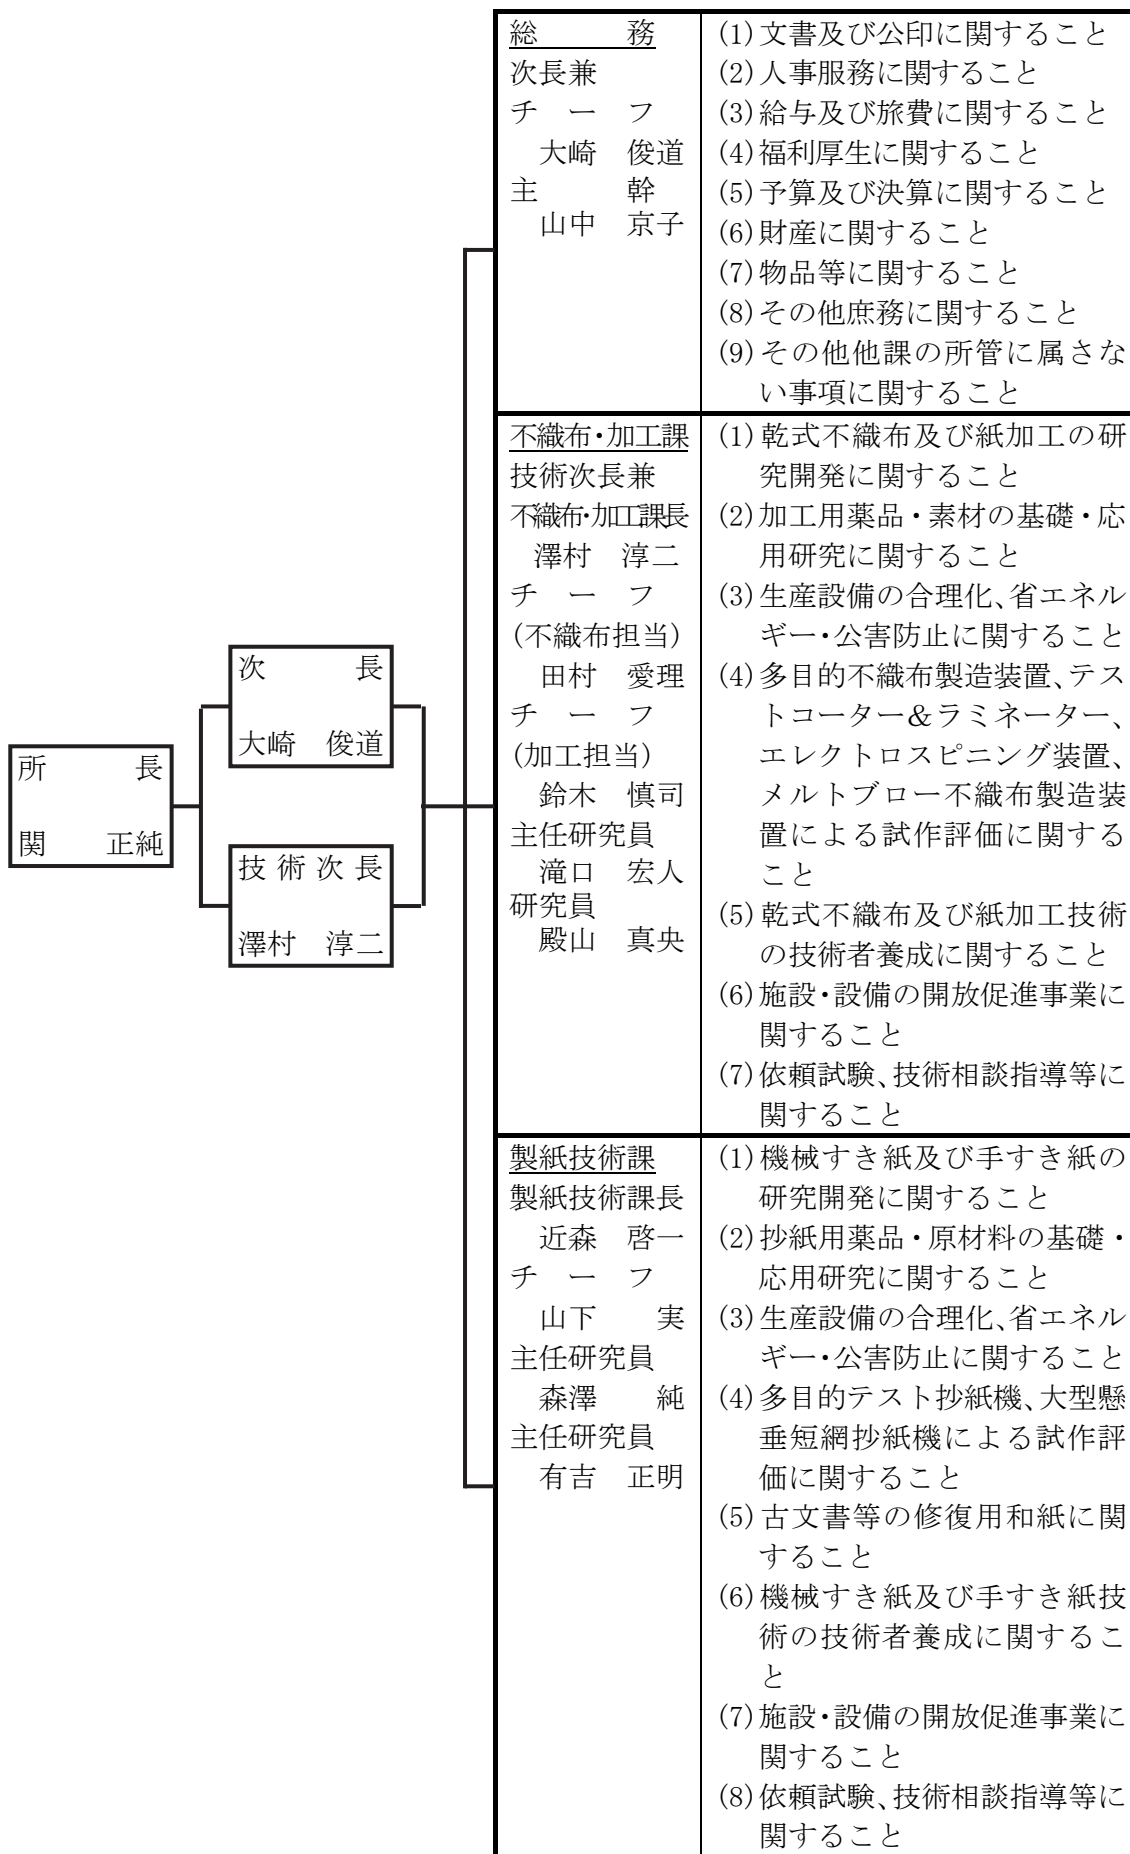 所　　長
関　　正純
次　　長
大崎　俊道
技術次長
澤村　淳二
総　　務
次長兼
チーフ
大崎　俊道
主　　幹
山中　京子
(1)文書及び公印に関すること
(2)人事服務に関すること
(3)給与及び旅費に関すること
(4)福利厚生に関すること
(5)予算及び決算に関すること
(6)財産に関すること
(7)物品等に関すること
(8)その他庶務に関すること
(9)その他他課の所管に属さな
い事項に関すること
不織布・加工課
技術次長兼
不織布・加工課長
澤村　淳二
チーフ
(不織布担当)
田村　愛理
チーフ
(加工担当)
鈴木　慎司
主任研究員
滝口　宏人
研究員
殿山　真央
(1)乾式不織布及び紙加工の研
究開発に関すること
(2)加工用薬品・素材の基礎・応
用研究に関すること
(3)生産設備の合理化、省エネル
ギー・公害防止に関すること
(4)多目的不織布製造装置、テス
トコーター＆ラミネーター、
エレクトロスピニング装置、
メルトブロー不織布製造装
置による試作評価に関する
こと
(5)乾式不織布及び紙加工技術
の技術者養成に関すること
(6)施設・設備の開放促進事業に
関すること
(7)依頼試験、技術相談指導等に
関すること
製紙技術課
製紙技術課長
近森　啓一
チーフ
山下　実
主任研究員
森澤　純
主任研究員
有吉　正明
(1)機械すき紙及び手すき紙の
研究開発に関すること
(2)抄紙用薬品・原材料の基礎・
応用研究に関すること
(3)生産設備の合理化、省エネル
ギー・公害防止に関すること
(4)多目的テスト抄紙機、大型懸
垂短網抄紙機による試作評
価に関すること
(5)古文書等の修復用和紙に関
すること
(6)機械すき紙及び手すき紙技
術の技術者養成に関するこ
と
(7)施設・設備の開放促進事業に
関すること
(8)依頼試験、技術相談指導等に
関すること